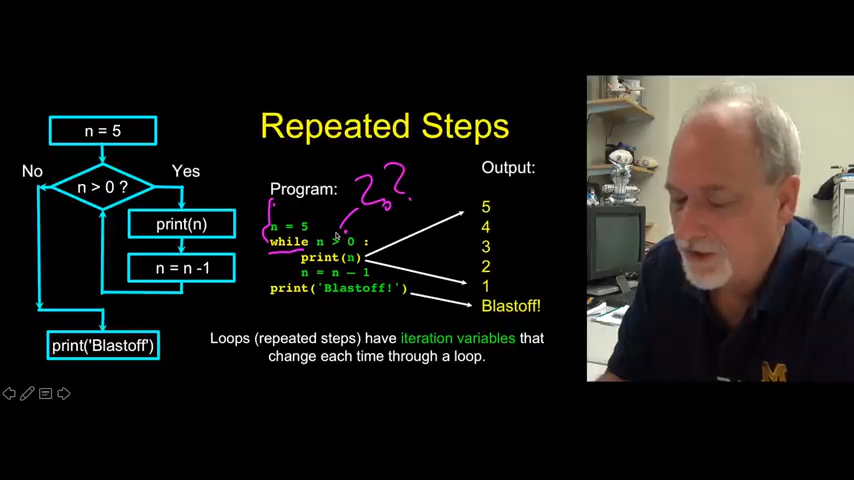 Repeated Steps
n = 5
No
Yes
n > 0 ?
print(n)
n = n -1
print('Blastoff')
Program:
??
n = 5
while n > 0 :
print(n)
n = n – 1
print('Blastoff!')
Output:
5
4
3
2
1
Blastoff!
Loops (repeated steps) have iteration variables that
change each time through a loop.
M